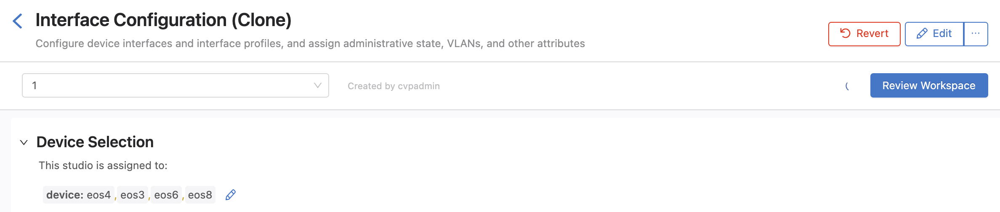 Interface Configuration (Clone)
Configure device interfaces and interface profiles, and assign administrative state, VLANs, and other attributes
Revert
Edit
···
1
Created by cvpadmin
Review Workspace
Device Selection
This studio is assigned to:
device: eos4, eos3, eos6, eos8